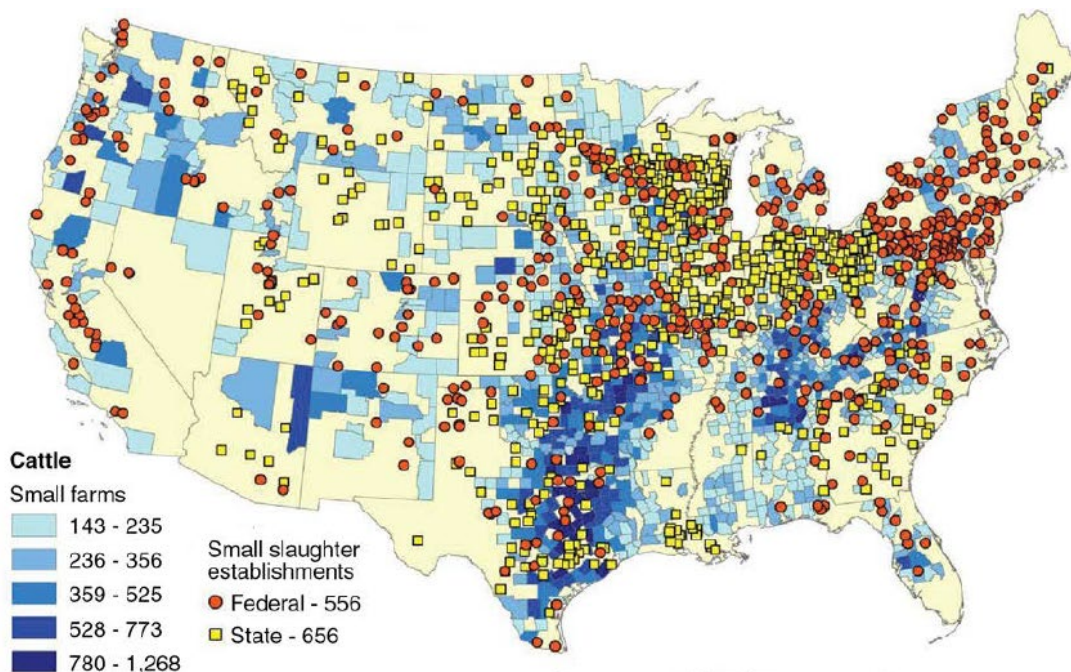 Cattle
Small farms
143 - 235
236 - 356
359 - 525
528 - 773
780 - 1,268
Small slaughter
establishments
Federal - 556
State - 656